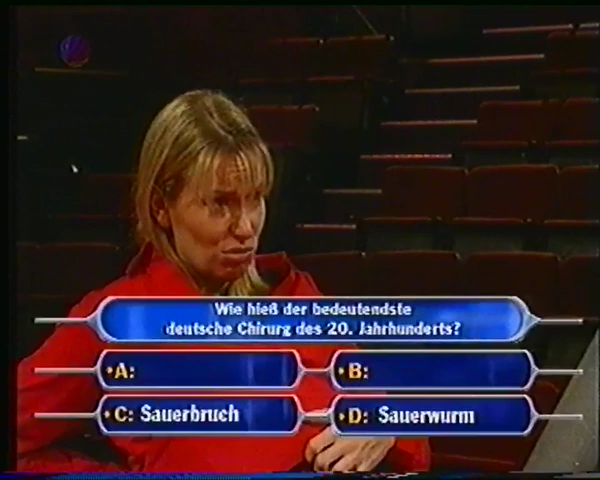 Wie hieß der bedeutendste
deutsche Chirurg des 20. Jahrhunderts?
A:
B:
C: Sauerbruch
D: Sauerwurm